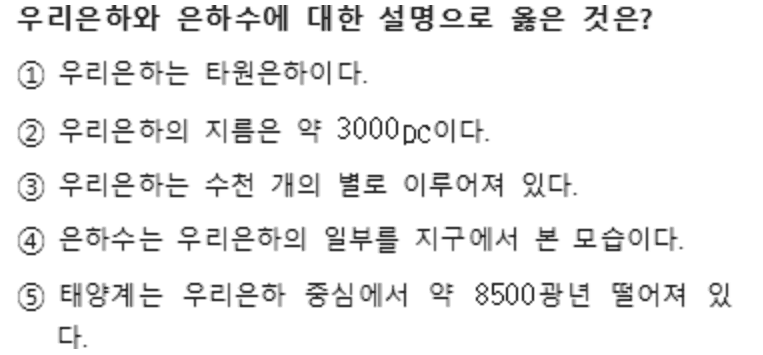 우리은하와 은하수에 대한 설명으로 옳은 것은?
① 우리은하는 타원은하이다.
② 우리은하의 지름은 약 3000pc이다.
③ 우리은하는 수천 개의 별로 이루어져 있다.
④ 은하수는 우리은하의 일부를 지구에서 본 모습이다.
⑤ 태양계는 우리은하 중심에서 약 8500광년 떨어져 있
다.